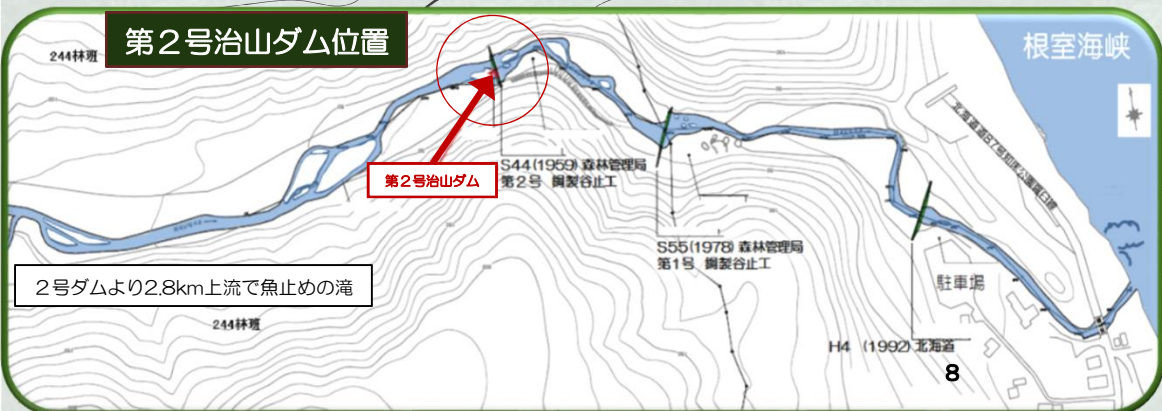 第２号治山ダム位置
244林班
根室海峡
第２号治山ダム
S44(1959) 森林管理局
第２号 鋼製谷止工
S55(1978) 森林管理局
第１号 鋼製谷止工
２号ダムより2.8km上流で魚止めの滝
244林班
駐車場
H4 (1992) 北海道
8